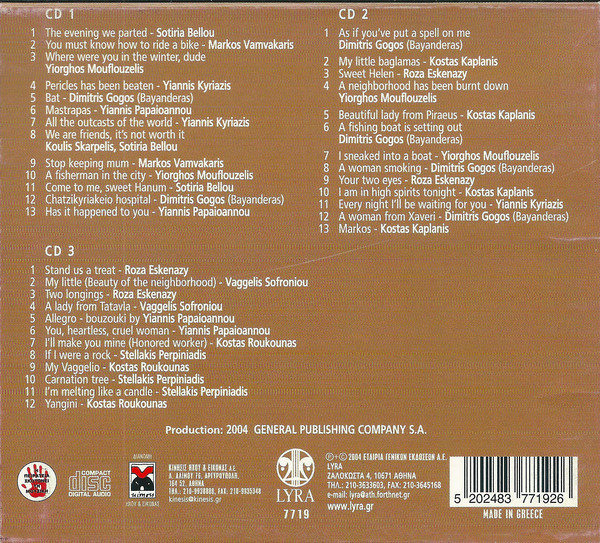 CD 1
1 The evening we parted - Sotiria Bellou
2 You must know how to ride a bike - Markos Vamvakaris
3 Where were you in the winter, dude
Yiorghos Mouflouzelis
4 Pericles has been beaten - Yiannis Kyriazis
5 Bat - Dimitris Gogos (Bayanderas)
6 Mastrapas - Yiannis Papaioannou
7 All the outcasts of the world - Yiannis Kyriazis
8 We are friends, it's not worth it
Koulis Skarpelis, Sotiria Bellou
9 Stop keeping mum - Markos Vamvakaris
10 A fisherman in the city - Yiorghos Mouflouzelis
11 Come to me, sweet Hanum - Sotiria Bellou
12 Chatzikyriakeio hospital - Dimitris Gogos (Bayanderas)
13 Has it happened to you - Yiannis Papaioannou
CD 2
1 As if you've put a spell on me
Dimitris Gogos (Bayanderas)
2 My little baglamas - Kostas Kaplanis
3 Sweet Helen - Roza Eskenazy
4 A neighborhood has been burnt down
Yiorghos Mouflouzelis
5 Beautiful lady from Piraeus - Kostas Kaplanis
6 A fishing boat is setting out
Dimitris Gogos (Bayanderas)
7 I sneaked into a boat - Yiorghos Mouflouzelis
8 A woman smoking - Dimitris Gogos (Bayanderas)
9 Your two eyes - Roza Eskenazy
10 I am in high spirits tonight - Kostas Kaplanis
11 Every night I'll be waiting for you - Yiannis Kyriazis
12 A woman from Xaveri - Dimitris Gogos (Bayanderas)
13 Markos - Kostas Kaplanis
CD 3
1 Stand us a treat - Roza Eskenazy
2 My little (Beauty of the neighborhood) - Vaggelis Sofroniou
3 Two longings - Roza Eskenazy
4 A lady from Tatavla - Vaggelis Sofroniou
5 Allegro - bouzouki by Yiannis Papaioannou
6 You, heartless, cruel woman - Yiannis Papaioannou
7 I'll make you mine (Honored worker) - Kostas Roukounas
8 If I were a rock - Stellakis Perpiniadis
9 My Vaggelio - Kostas Roukounas
10 Carnation tree - Stellakis Perpiniadis
11 I'm melting like a candle - Stellakis Perpiniadis
12 Yangini - Kostas Roukounas
Production: 2004 GENERAL PUBLISHING COMPANY S.A.
COMPACT
disc
DIGITAL AUDIO
ΔΙΑΝΟΜΗ
ΗΧΟΥ & ΕΙΚΟΝΑΣ
ΚΙΝΗΣΙΣ ΗΧΟΥ & ΕΙΚΟΝΑΣ Α.Ε.
164 52, ΑΘΗΝΑ
kinesis@kinesis.gr
LYRA
7719
℗+© 2004 ΕΤΑΙΡΙΑ ΓΕΝΙΚΩΝ ΕΚΔΟΣΕΩΝ Α.Ε.
LYRA
ΖΑΛΟΚΩΣΤΑ 4, 10671 ΑΘΗΝΑ
ΤΗΛ.: 210-3633603, FAX: 210-3645168
e-mail: lyra@ath.forthnet.gr
www.lyra.gr
5 202483 771926
MADE IN GREECE